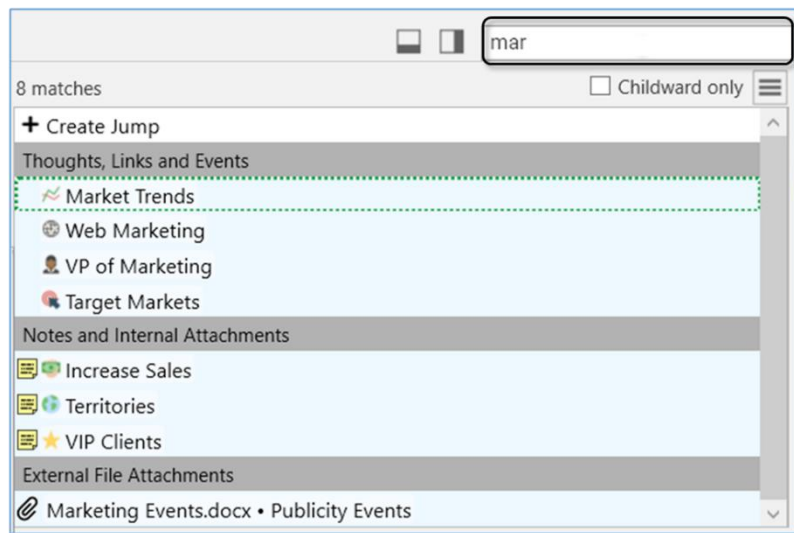 mar
8 matches
Childward only
Create Jump
Thoughts, Links and Events
Market Trends
Web Marketing
VP of Marketing
Target Markets
Notes and Internal Attachments
Increase Sales
Territories
VIP Clients
External File Attachments
Marketing Events.docx • Publicity Events